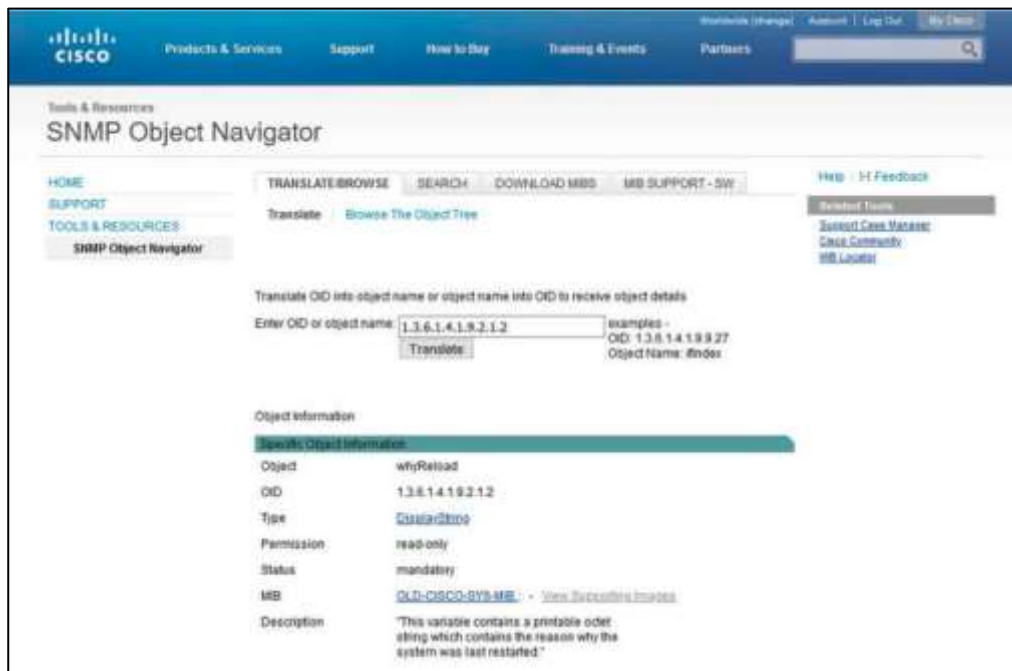 Worldwide (change) Account | Log Out My Cisco
CISCO
Products & Services Support How to Buy Training & Events Partners
Tools & Resources
SNMP Object Navigator
HOME
SUPPORT
TOOLS & RESOURCES
SNMP Object Navigator
TRANSLATE/BROWSE SEARCH DOWNLOAD MIBS MIB SUPPORT - SW
Translate Browse The Object Tree
Help Feedback
Related Tools
Support Case Manager
Cisco Community
MIB Locator
Translate OID into object name or object name into OID to receive object details
Enter OID or object name: 1.3.6.1.4.1.9.2.1.2
Translate
examples -
OID: 1.3.6.1.4.1.9.9.27
Object Name: ifIndex
Object Information
Specific Object Information
Object whyReload
OID 1.3.6.1.4.1.9.2.1.2
Type DisplayString
Permission read-only
Status mandatory
MIB OLD-CISCO-SYS-MIB ; - View Supporting Images
Description "This variable contains a printable octet
string which contains the reason why the
system was last restarted."